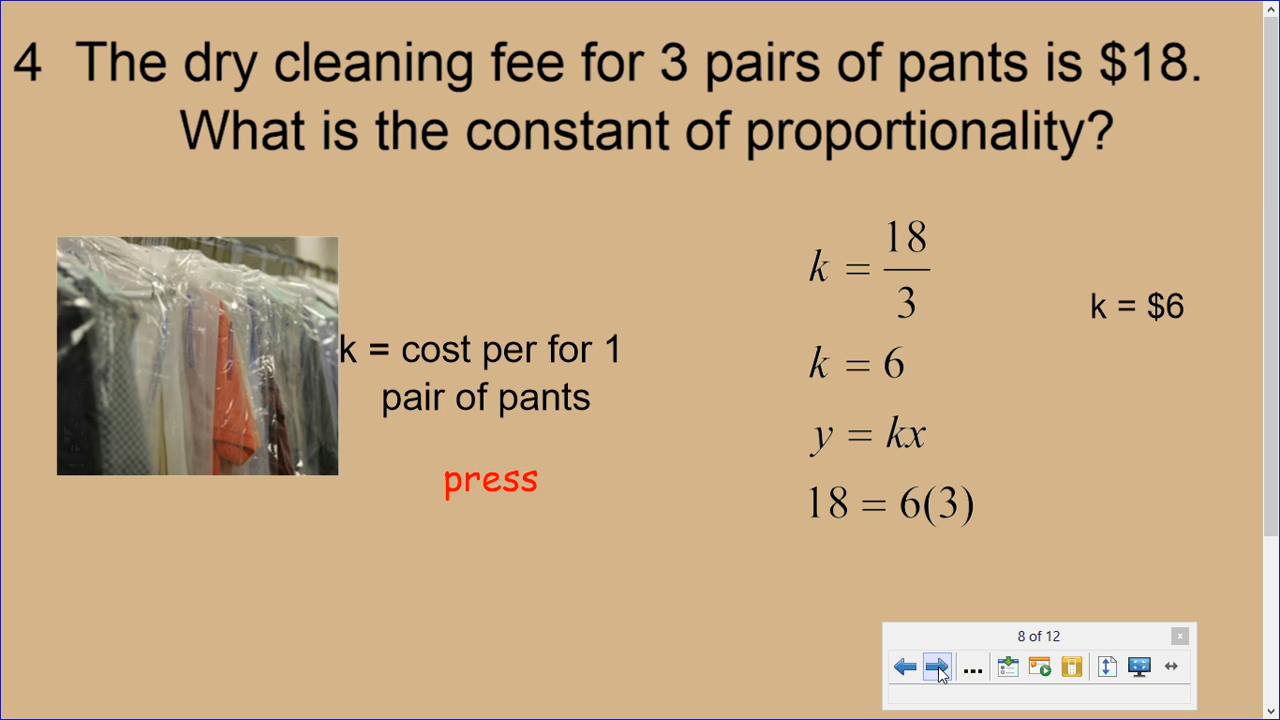 4 The dry cleaning fee for 3 pairs of pants is $18.
What is the constant of proportionality?
k = cost per for 1
pair of pants
press
k = 18/3
k = 6
y = kx
18 = 6(3)
k = $6
8 of 12
x
...